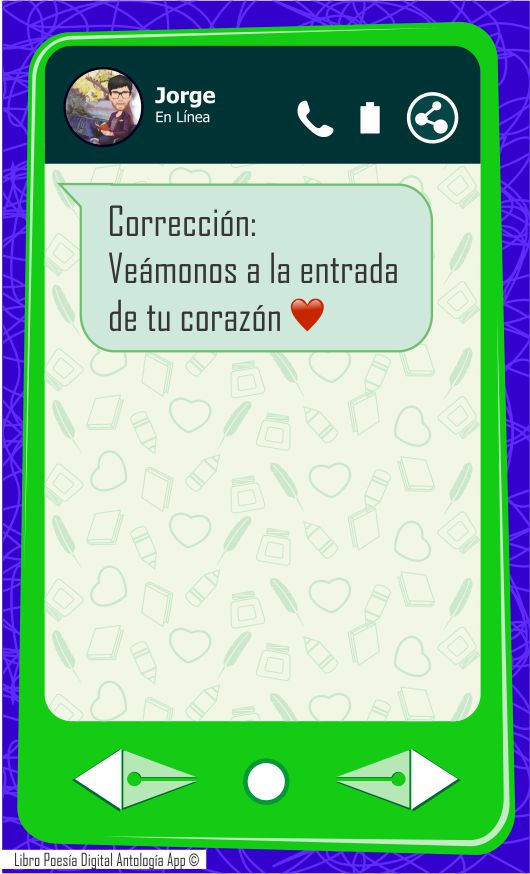 Jorge
En Línea
Corrección:
Veámonos a la entrada
de tu corazón ❤️
Libro Poesía Digital Antología App ©